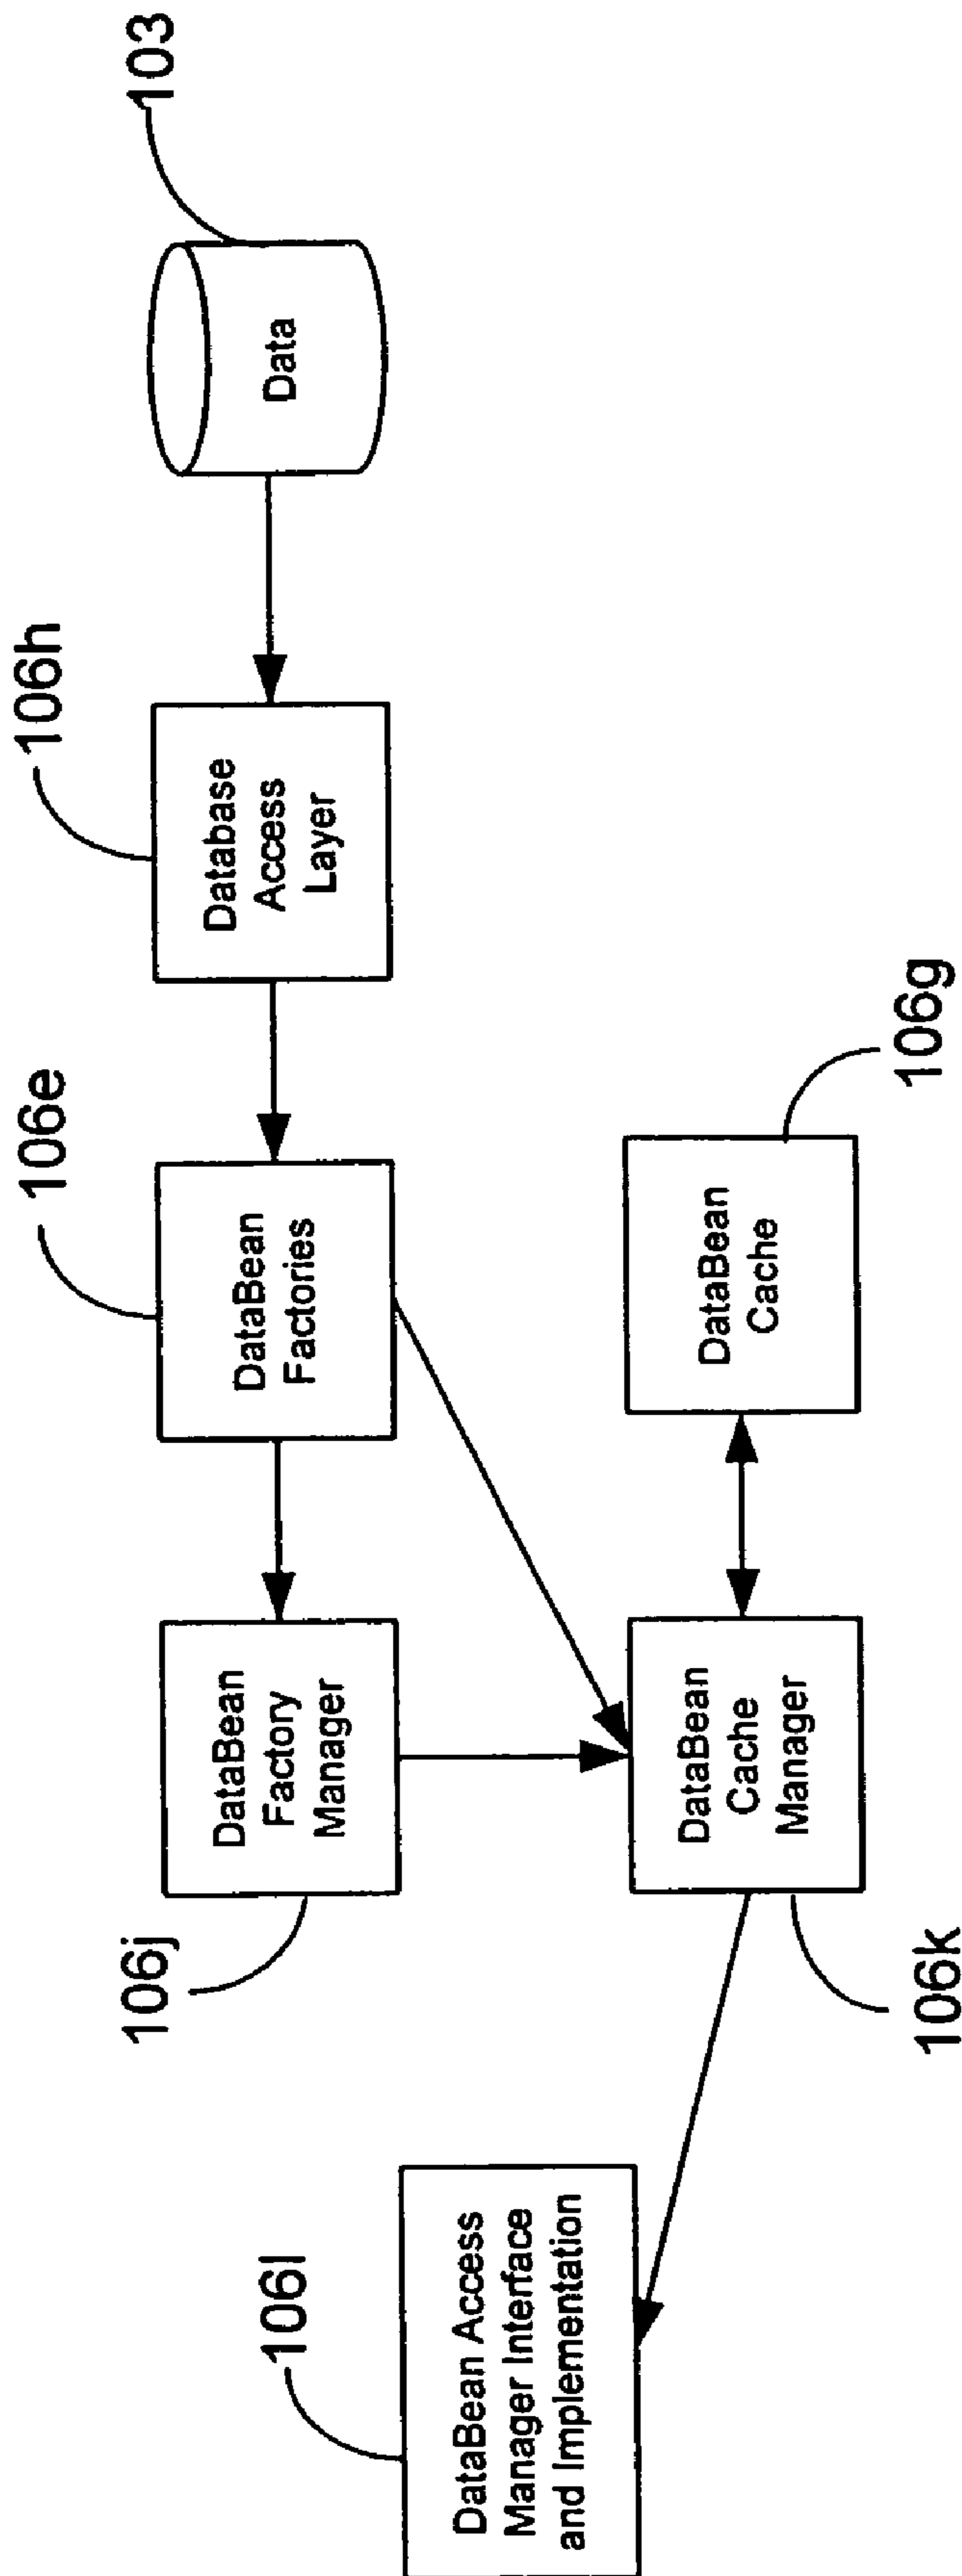 106l
DataBean Access
Manager Interface
and Implementation
106j
DataBean
Factory
Manager
106e
DataBean
Factories
106h
Database
Access
Layer
103
Data
106k
DataBean
Cache
Manager
106g
DataBean
Cache